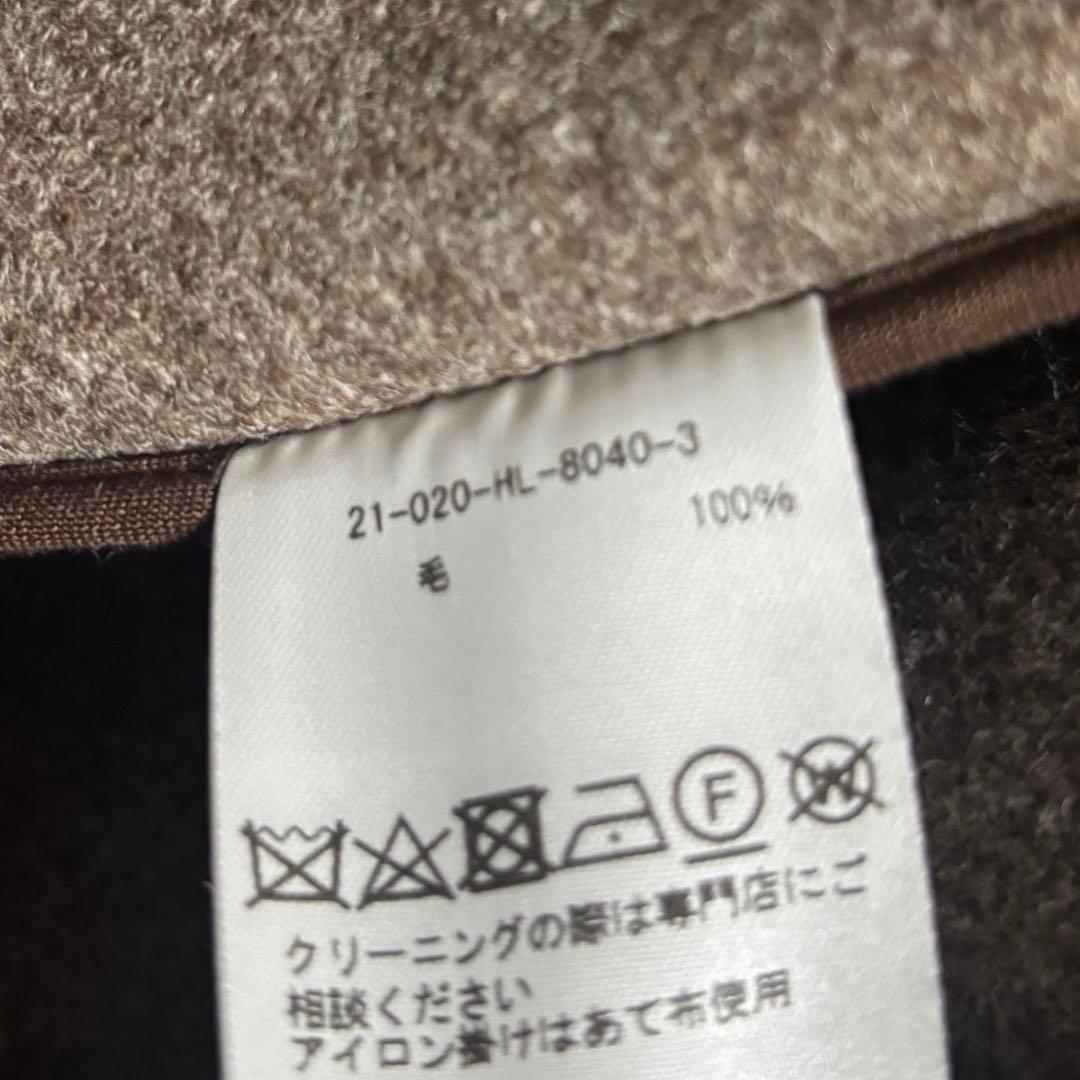 21-020-HL-8040-3
毛 100%
F W
クリーニングの際は専門店にご
相談ください
アイロン掛けはあて布使用